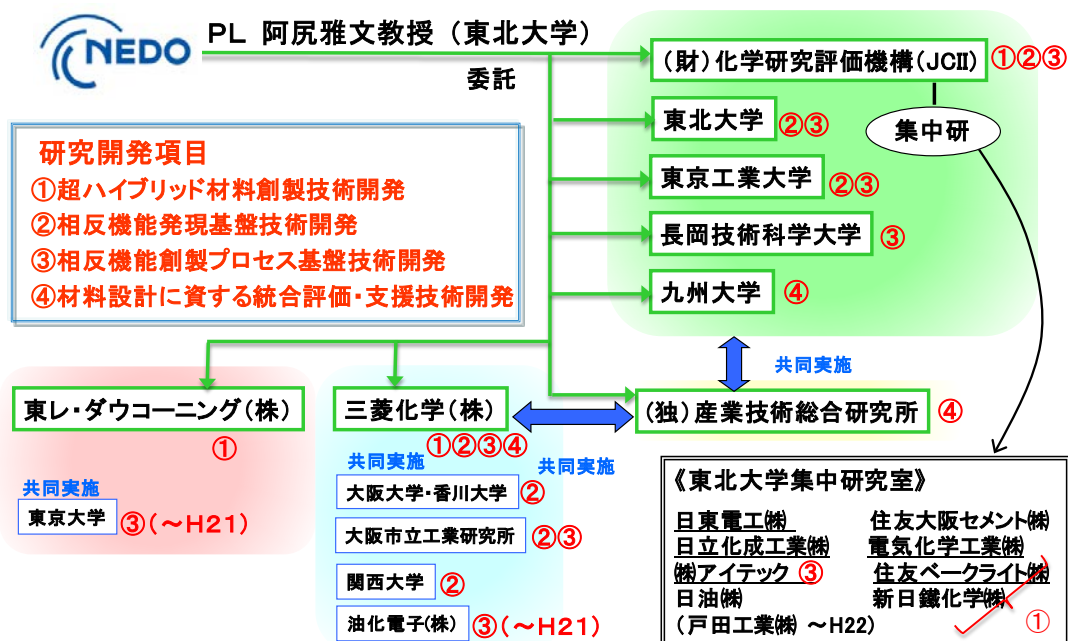 NEDO
PL 阿尻雅文教授（東北大学）
委託
（財）化学研究評価機構（JCII） ①②③
東北大学 ②③
集中研
東京工業大学 ②③
長岡技術科学大学 ③
九州大学 ④
研究開発項目
①超ハイブリッド材料創製技術開発
②相反機能発現基盤技術開発
③相反機能創製プロセス基盤技術開発
④材料設計に資する統合評価・支援技術開発
共同実施
東レ・ダウコーニング（株）
①
共同実施
東京大学 ③（～H21）
三菱化学（株）
①②③④
共同実施
共同実施
大阪大学・香川大学 ②
大阪市立工業研究所 ②③
関西大学 ②
油化電子（株） ③（～H21）
（独）産業技術総合研究所 ④
《東北大学集中研究室》
日東電工㈱ 住友大阪セメント㈱
日立化成工業㈱ 電気化学工業㈱
㈱アイテック ③ 住友ベークライト㈱
日油㈱ 新日鐵化学㈱
（戸田工業㈱ ～H22） ①